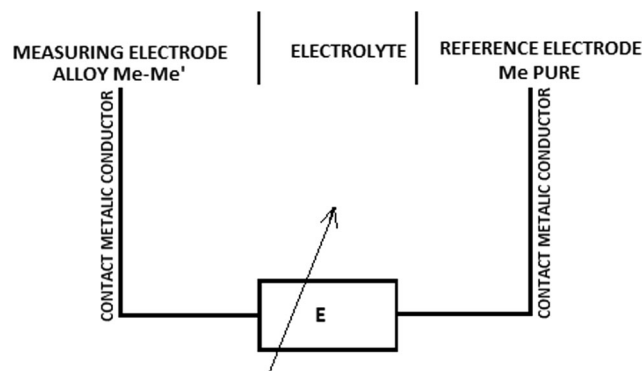 MEASURING ELECTRODE
ALLOY Me-Me'
ELECTROLYTE
REFERENCE ELECTRODE
Me PURE
CONTACT METALIC CONDUCTOR
CONTACT METALIC CONDUCTOR
E